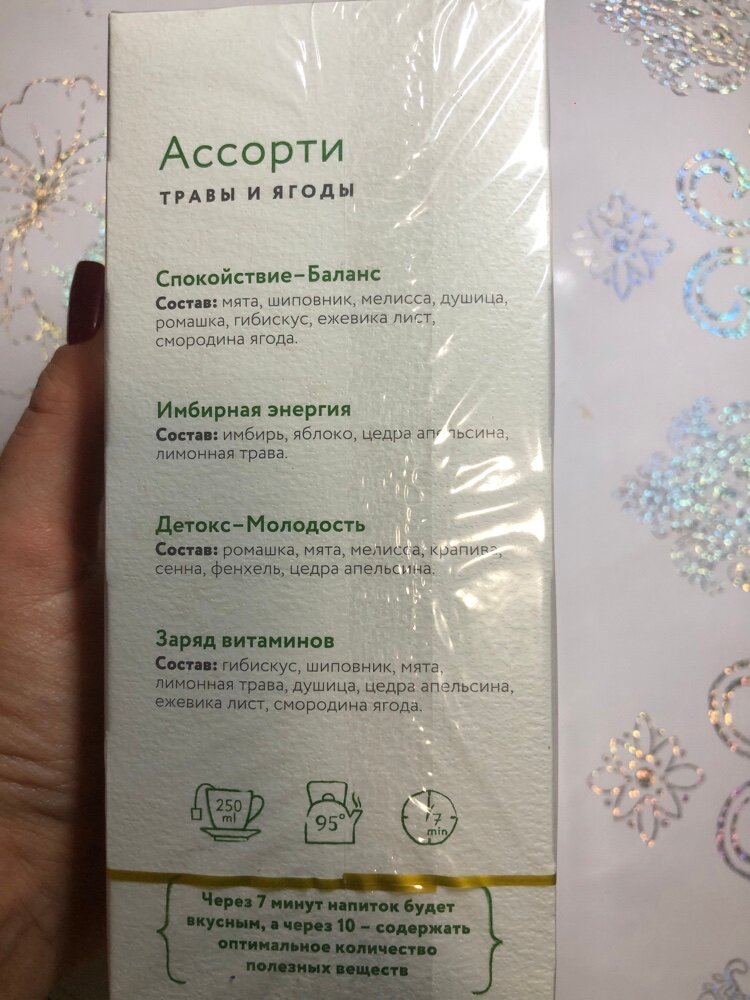 Ассорти
ТРАВЫ И ЯГОДЫ
Спокойствие–Баланс
Состав: мята, шиповник, мелисса, душица,
ромашка, гибискус, ежевика лист,
смородина ягода.
Имбирная энергия
Состав: имбирь, яблоко, цедра апельсина,
лимонная трава.
Детокс–Молодость
Состав: ромашка, мята, мелисса, крапива,
сенна, фенхель, цедра апельсина.
Заряд витаминов
Состав: гибискус, шиповник, мята,
лимонная трава, душица, цедра апельсина,
ежевика лист, смородина ягода.
250 ml
95°
7 min
Через 7 минут напиток будет
вкусным, а через 10 – содержать
оптимальное количество
полезных веществ